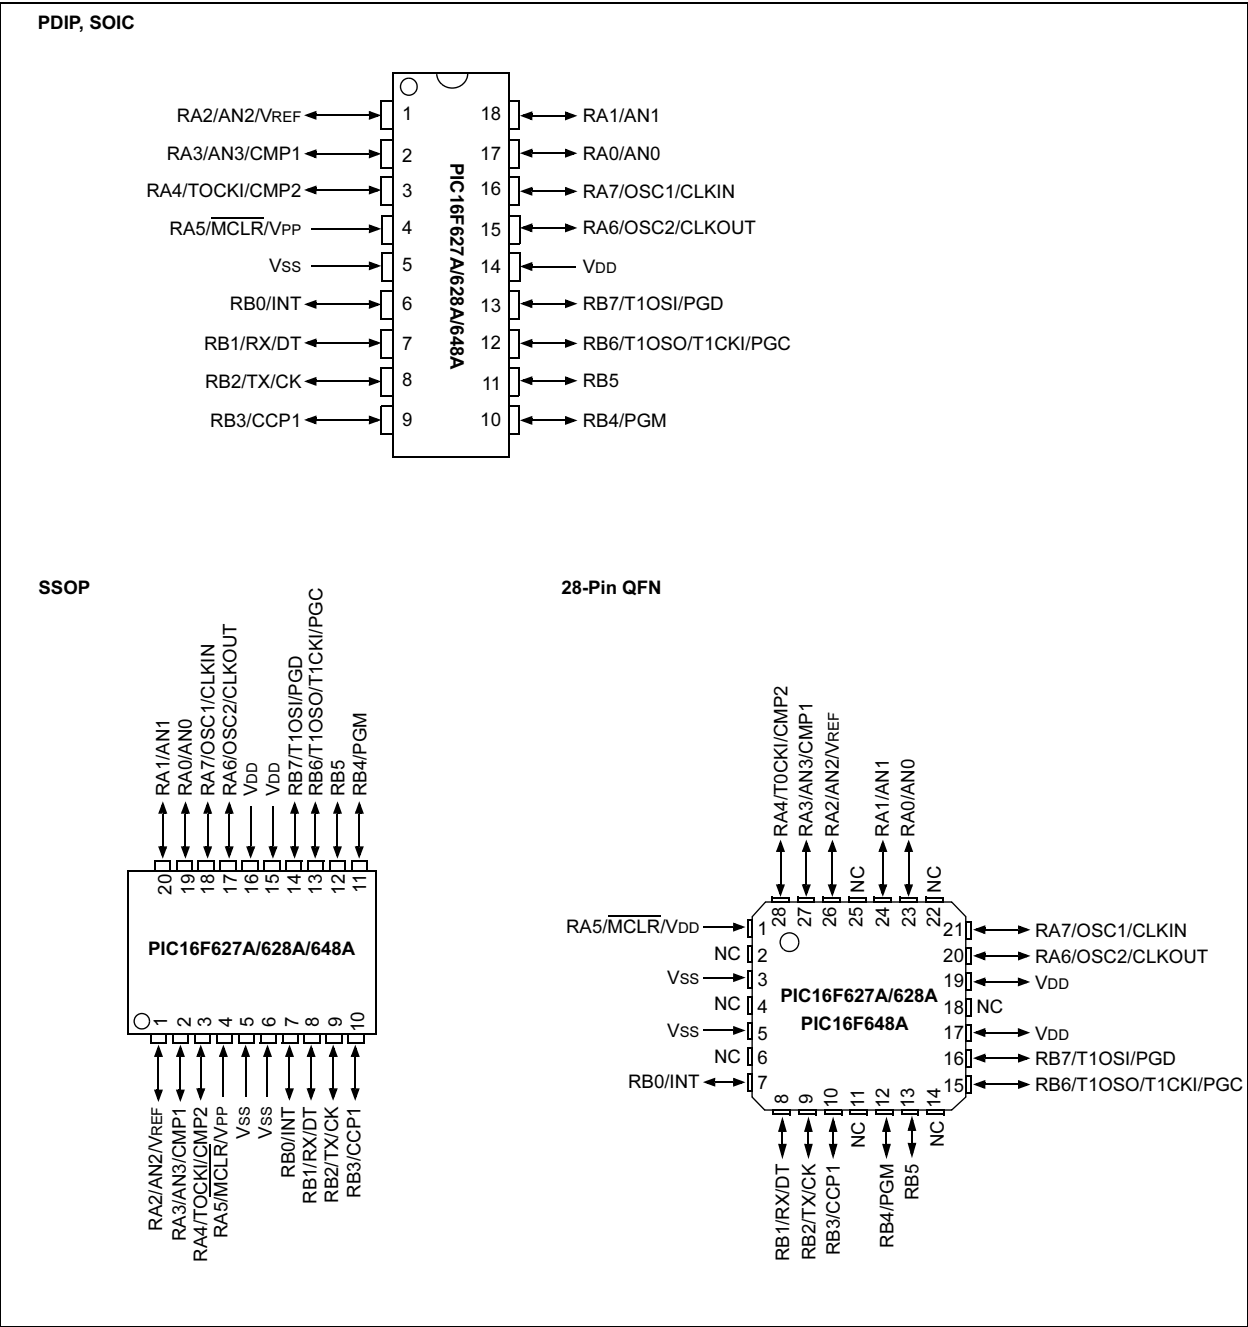 PDIP, SOIC
RA2/AN2/VREF
RA3/AN3/CMP1
RA4/TOCKI/CMP2
RA5/MCLR/VPP
VSS
RB0/INT
RB1/RX/DT
RB2/TX/CK
RB3/CCP1
1
2
3
4
5
6
7
8
9
PIC16F627A/628A/648A
18
17
16
15
14
13
12
11
10
RA1/AN1
RA0/AN0
RA7/OSC1/CLKIN
RA6/OSC2/CLKOUT
VDD
RB7/T1OSI/PGD
RB6/T1OSO/T1CKI/PGC
RB5
RB4/PGM
SSOP
RA1/AN1
RA0/AN0
RA7/OSC1/CLKIN
RA6/OSC2/CLKOUT
VDD
VDD
RB7/T1OSI/PGD
RB6/T1OSO/T1CKI/PGC
RB5
RB4/PGM
20
19
18
17
16
15
14
13
12
11
PIC16F627A/628A/648A
1
2
3
4
5
6
7
8
9
10
RA2/AN2/VREF
RA3/AN3/CMP1
RA4/TOCKI/CMP2
RA5/MCLR/VPP
VSS
VSS
RB0/INT
RB1/RX/DT
RB2/TX/CK
RB3/CCP1
28-Pin QFN
RA4/T0CKI/CMP2
RA3/AN3/CMP1
RA2/AN2/VREF
NC
RA1/AN1
RA0/AN0
NC
28
27
26
25
24
23
22
RA5/MCLR/VDD
NC
VSS
NC
VSS
NC
RB0/INT
1
2
3
4
5
6
7
PIC16F627A/628A
PIC16F648A
21
20
19
18
17
16
15
RA7/OSC1/CLKIN
RA6/OSC2/CLKOUT
VDD
NC
VDD
RB7/T1OSI/PGD
RB6/T1OSO/T1CKI/PGC
8
9
10
11
12
13
14
RB1/RX/DT
RB2/TX/CK
RB3/CCP1
NC
RB4/PGM
RB5
NC